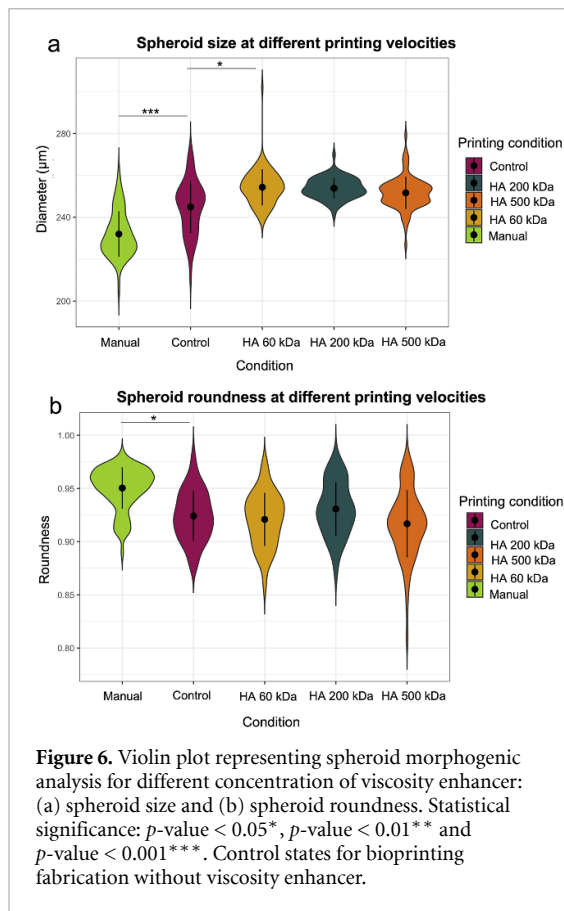 a
Spheroid size at different printing velocities
***
*
Diameter (µm)
280
260
240
220
200
Manual
Control
HA 60 kDa
HA 200 kDa
HA 500 kDa
Condition
Printing condition
Control
HA 200 kDa
HA 500 kDa
HA 60 kDa
Manual
b
Spheroid roundness at different printing velocities
*
Roundness
1.00
0.95
0.90
0.85
0.80
Manual
Control
HA 60 kDa
HA 200 kDa
HA 500 kDa
Condition
Printing condition
Control
HA 200 kDa
HA 500 kDa
HA 60 kDa
Manual
Figure 6. Violin plot representing spheroid morphogenic
analysis for different concentration of viscosity enhancer:
(a) spheroid size and (b) spheroid roundness. Statistical
significance: p-value < 0.05*, p-value < 0.01** and
p-value < 0.001***. Control states for bioprinting
fabrication without viscosity enhancer.